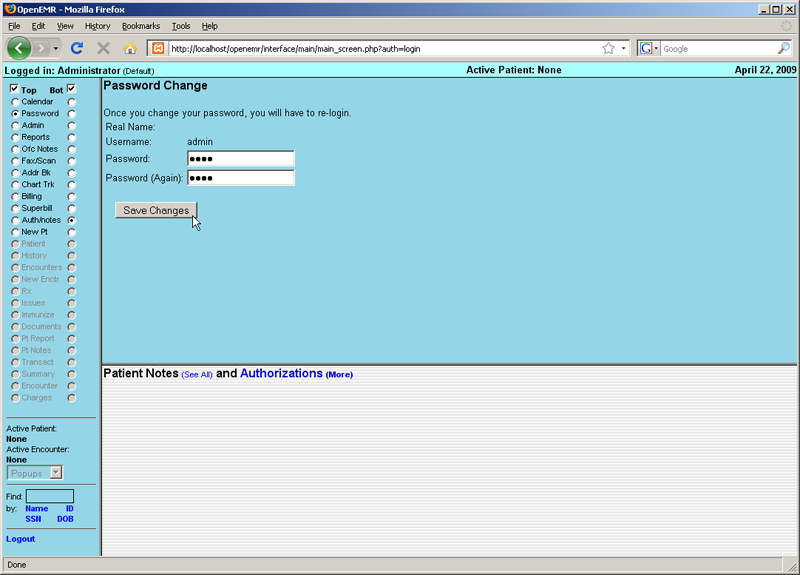 OpenEMR - Mozilla Firefox
File Edit View History Bookmarks Tools Help
http://localhost/openemr/interface/main/main_screen.php?auth=login
Google
Logged in: Administrator (Default) Active Patient: None April 22, 2009
Top Bot
Calendar
Password
Admin
Reports
Ofc Notes
Fax/Scan
Addr Bk
Chart Trk
Billing
Superbill
Auth/notes
New Pt
Patient
History
Encounters
New Enctr
Rx
Issues
Immunize
Documents
Pt Report
Pt Notes
Transact
Summary
Encounter
Charges
Active Patient:
None
Active Encounter:
None
Popups
Find:
by: Name ID
SSN DOB
Logout
Password Change
Once you change your password, you will have to re-login.
Real Name:
Username: admin
Password: ●●●●
Password (Again): ●●●●
Save Changes
Patient Notes (See All) and Authorizations (More)
Done